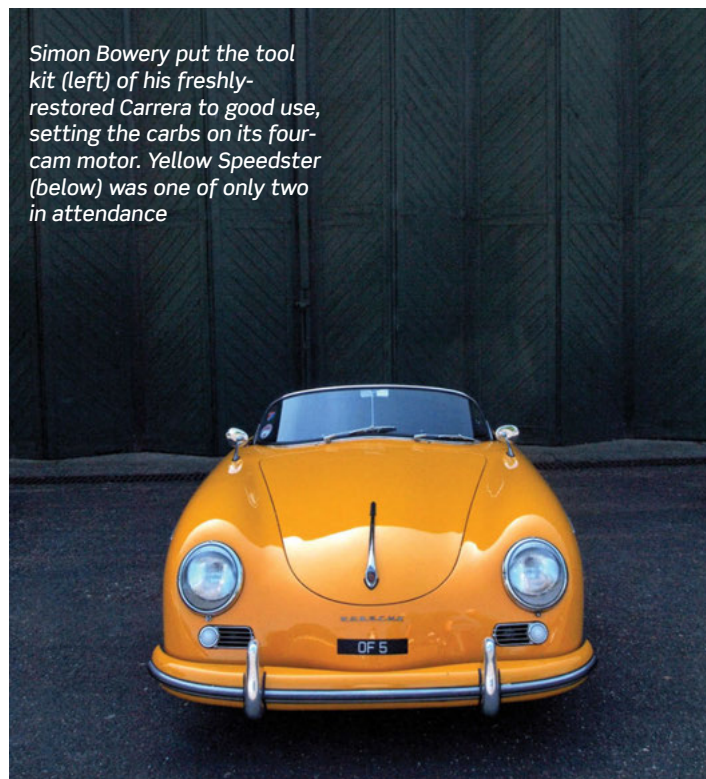 Simon Bowery put the tool
kit (left) of his freshly-
restored Carrera to good use,
setting the carbs on its four-
cam motor. Yellow Speedster
(below) was one of only two
in attendance
PORSCHE
OF 5